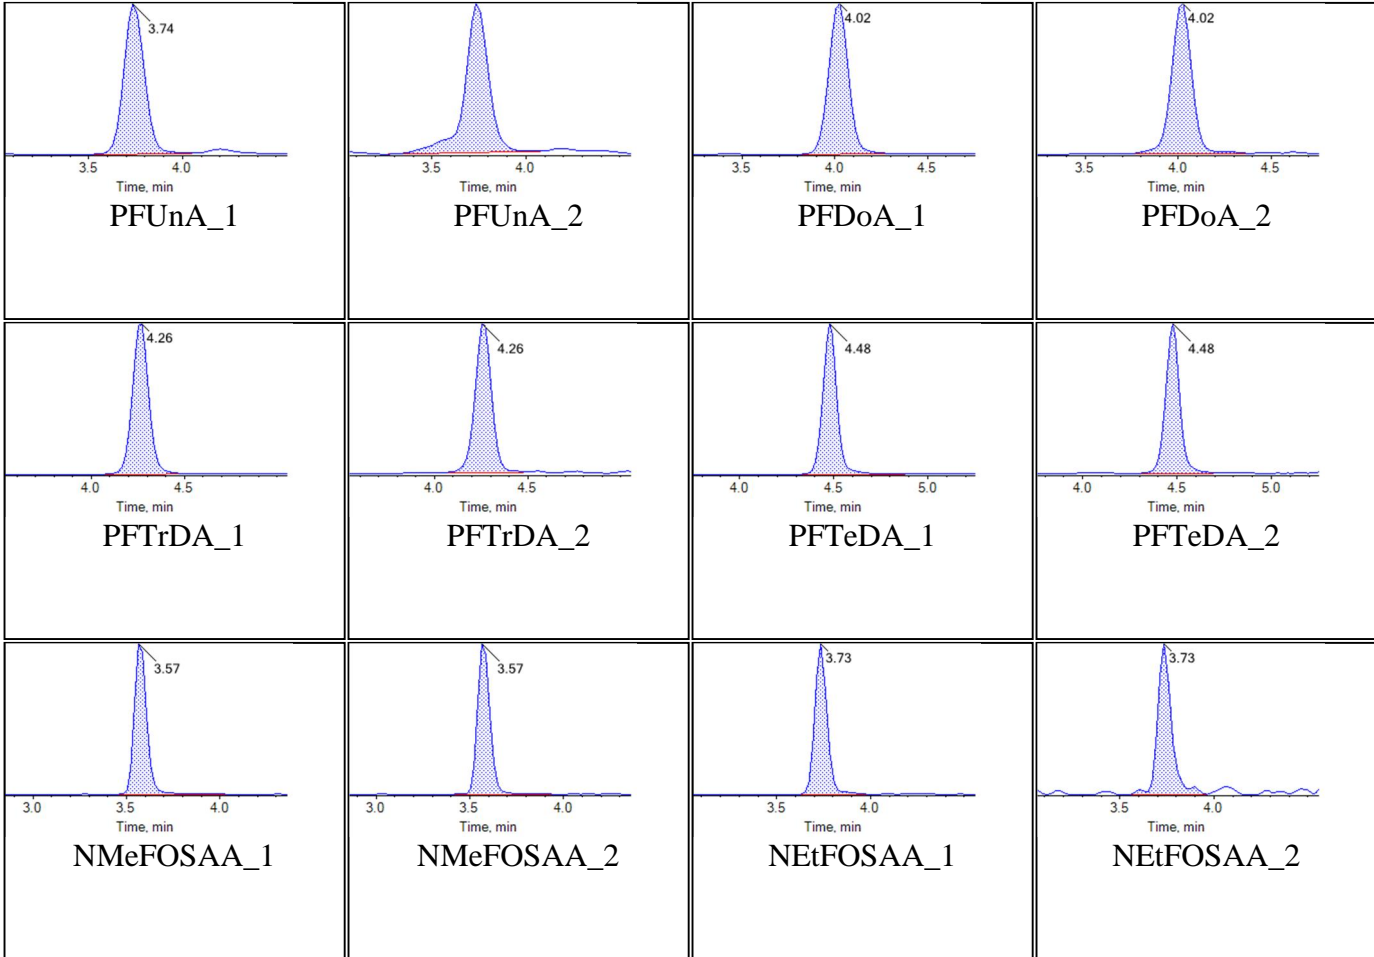 3.74
3.5 4.0
Time, min
PFUnA_1
3.5 4.0
Time, min
PFUnA_2
4.02
3.5 4.0 4.5
Time, min
PFDoA_1
4.02
3.5 4.0 4.5
Time, min
PFDoA_2
4.26
4.0 4.5
Time, min
PFTrDA_1
4.26
4.0 4.5
Time, min
PFTrDA_2
4.48
4.0 4.5 5.0
Time, min
PFTeDA_1
4.48
4.0 4.5 5.0
Time, min
PFTeDA_2
3.57
3.0 3.5 4.0
Time, min
NMeFOSAA_1
3.57
3.0 3.5 4.0
Time, min
NMeFOSAA_2
3.73
3.5 4.0
Time, min
NEtFOSAA_1
3.73
3.5 4.0
Time, min
NEtFOSAA_2